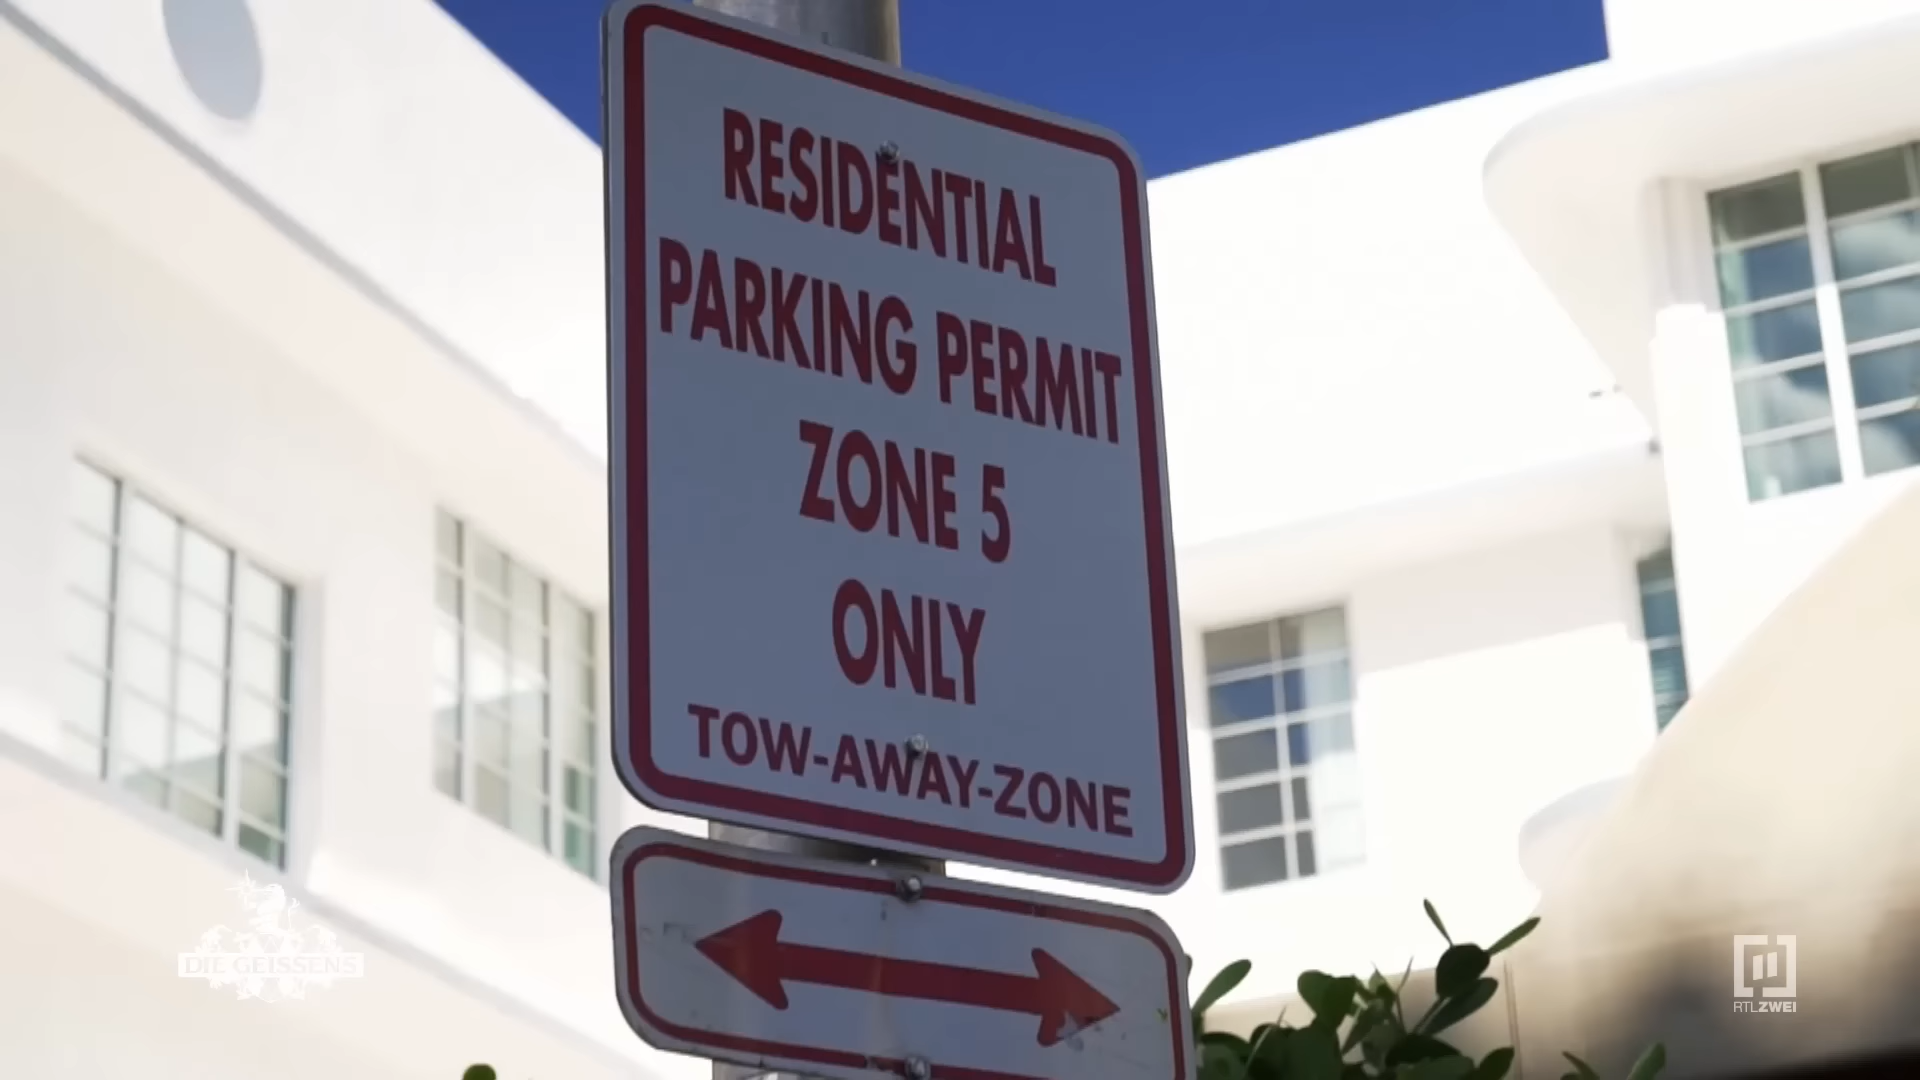 RESIDENTIAL
PARKING PERMIT
ZONE 5
ONLY
TOW-AWAY-ZONE
DIE GEISSENS
RTLZWEI